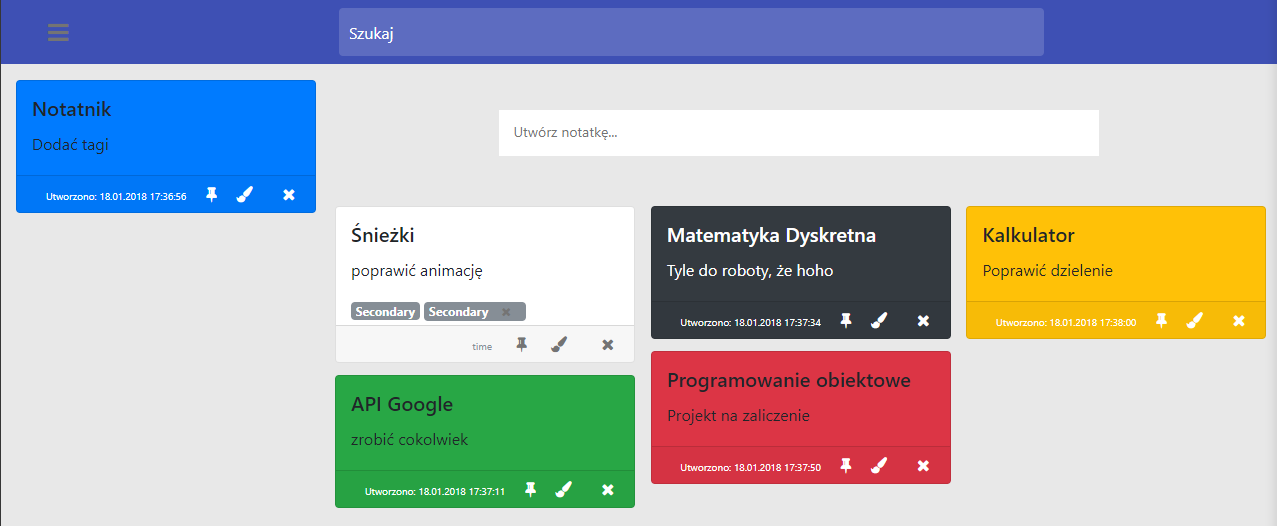 Szukaj
Notatnik
Dodać tagi
Utworzono: 18.01.2018 17:36:56
Utwórz notatkę...
Śnieżki
poprawić animację
Secondary Secondary
time
API Google
zrobić cokolwiek
Utworzono: 18.01.2018 17:37:11
Matematyka Dyskretna
Tyle do roboty, że hoho
Utworzono: 18.01.2018 17:37:34
Programowanie obiektowe
Projekt na zaliczenie
Utworzono: 18.01.2018 17:37:50
Kalkulator
Poprawić dzielenie
Utworzono: 18.01.2018 17:38:00